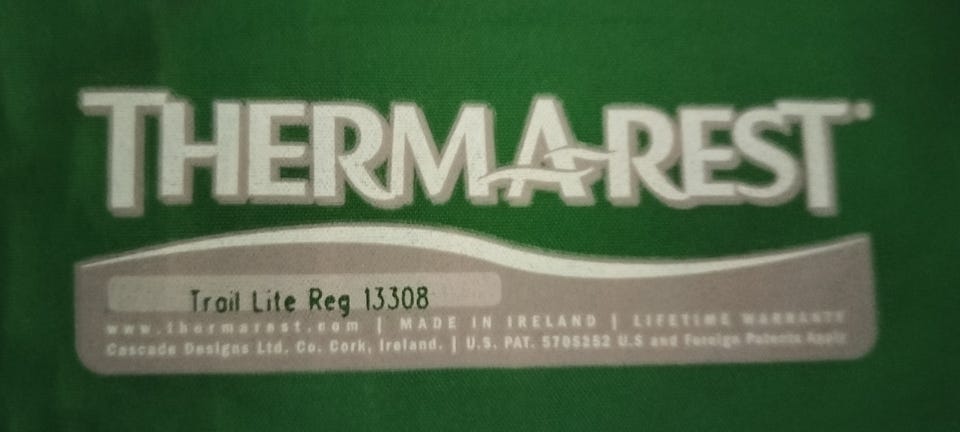 THERMAREST
Trail Lite Reg 13308
www.thermarest.com | MADE IN IRELAND | LIFETIME WARRANTY
Cascade Designs Ltd. Co. Cork, Ireland. | U.S. PAT. 5705252 U.S and Foreign Patents Apply